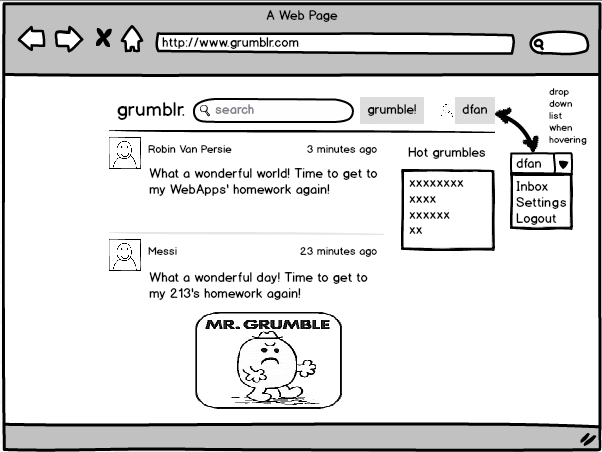 A Web Page
http://www.grumblr.com
grumblr.
search
grumble!
dfan
drop
down
list
when
hovering
Robin Van Persie
3 minutes ago
What a wonderful world! Time to get to
my WebApps' homework again!
Hot grumbles
xxxxxxxx
xxxx
xxxxxx
xx
dfan
Inbox
Settings
Logout
Messi
23 minutes ago
What a wonderful day! Time to get to
my 213's homework again!
MR. GRUMBLE